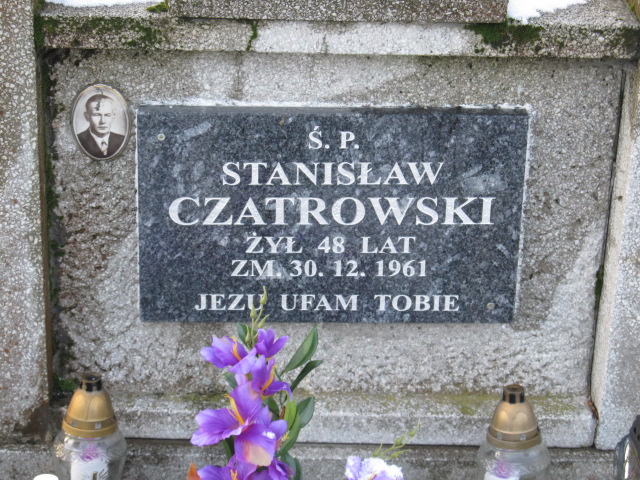 Ś. P.
STANISŁAW
CZATROWSKI
ŻYŁ 48 LAT
ZM. 30. 12. 1961
JEZU UFAM TOBIE